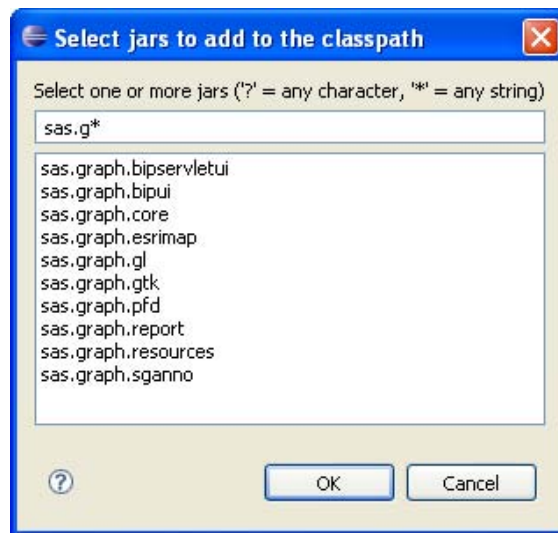 Select jars to add to the classpath
Select one or more jars ('?' = any character, '*' = any string)
sas.g*
sas.graph.bipservletui
sas.graph.bipui
sas.graph.core
sas.graph.esrimap
sas.graph.gl
sas.graph.gtk
sas.graph.pfd
sas.graph.report
sas.graph.resources
sas.graph.sganno
?
OK
Cancel